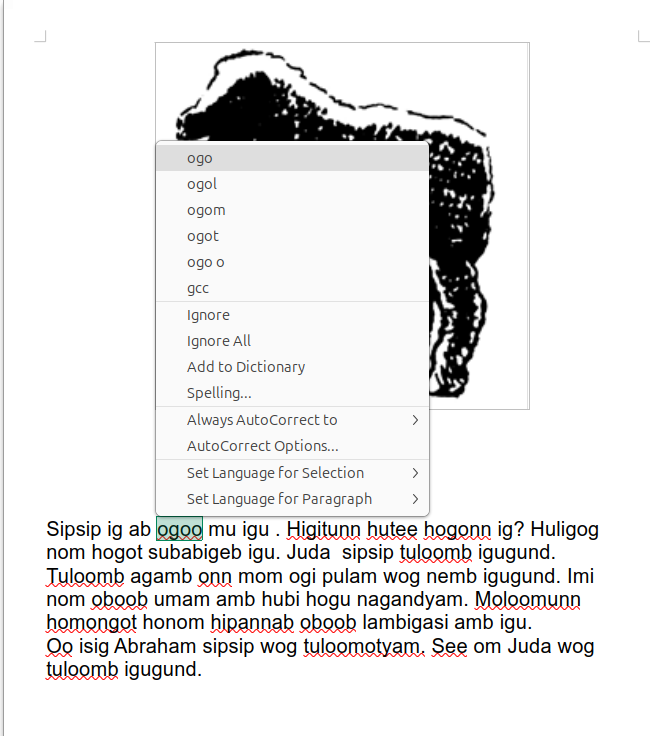 ogo
ogol
ogom
ogot
ogo o
gcc
Ignore
Ignore All
Add to Dictionary
Spelling...
Always AutoCorrect to
AutoCorrect Options...
Set Language for Selection
Set Language for Paragraph
Sipsip ig ab ogoo mu igu . Higitunn hutee hogonn ig? Huligog
nom hogot subabigeb igu. Juda  sipsip tuloomb igugund.
Tuloomb agamb onn mom ogi pulam wog nemb igugund. Imi
nom oboob umam amb hubi hogu nagandyam. Moloomunn
homongot honom hipannab oboob lambigasi amb igu.
Oo isig Abraham sipsip wog tuloomotyam. See om Juda wog
tuloomb igugund.